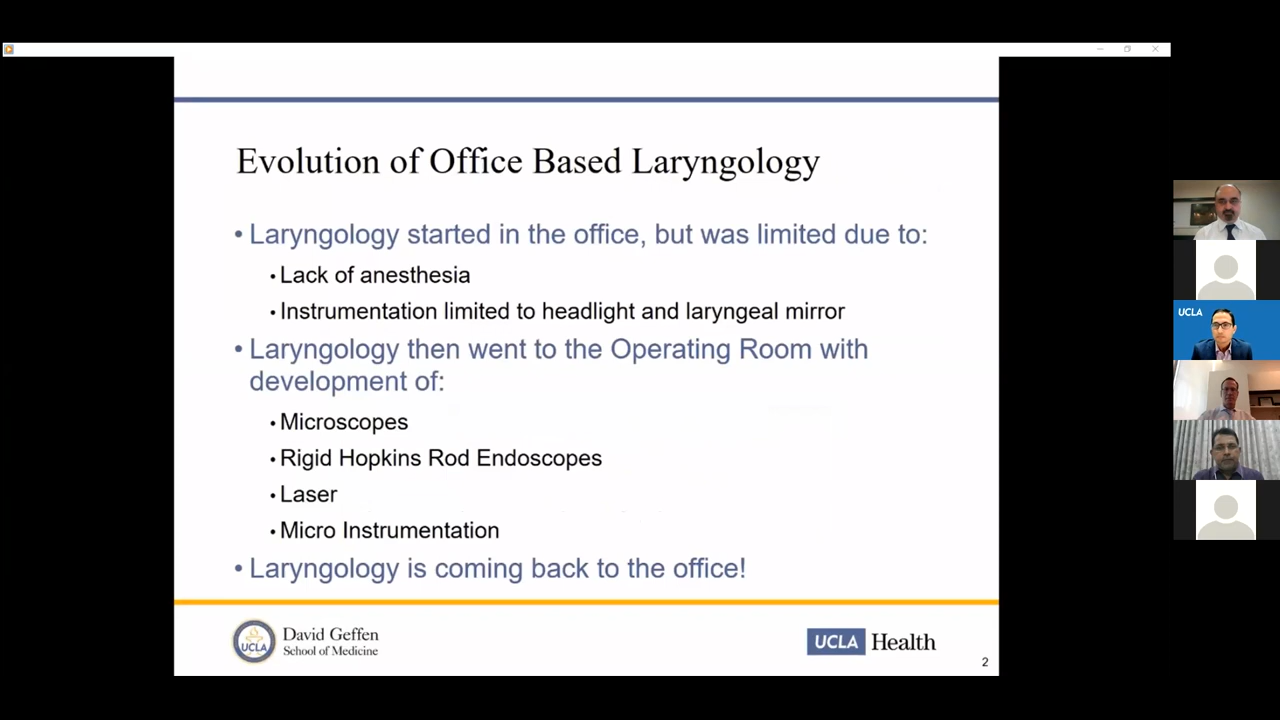 Evolution of Office Based Laryngology
• Laryngology started in the office, but was limited due to:
• Lack of anesthesia
• Instrumentation limited to headlight and laryngeal mirror
• Laryngology then went to the Operating Room with
development of:
• Microscopes
• Rigid Hopkins Rod Endoscopes
• Laser
• Micro Instrumentation
• Laryngology is coming back to the office!
UCLA
David Geffen
School of Medicine
UCLA Health
2
UCLA